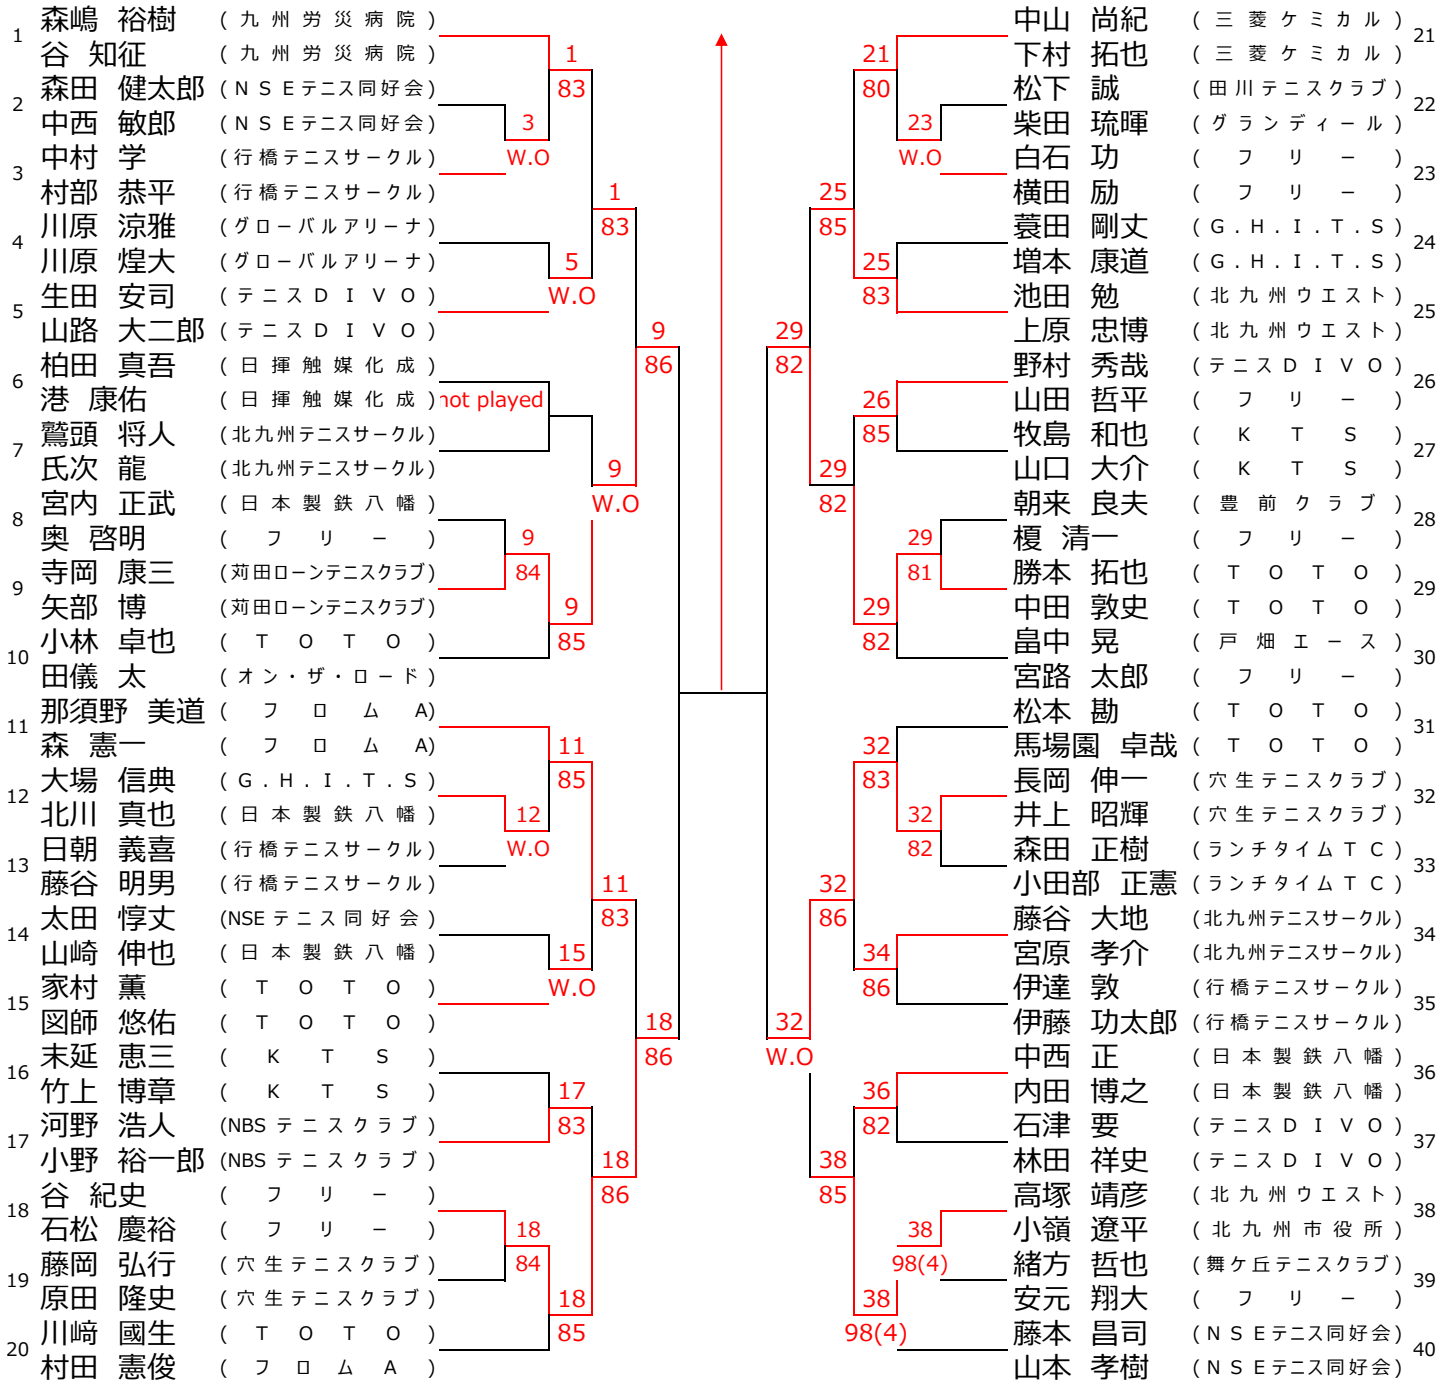 1 森嶋 裕樹 (九州労災病院)
谷 知征 (九州労災病院)
2 森田 健太郎 (NSEテニス同好会)
中西 敏郎 (NSEテニス同好会)
3 中村 学 (行橋テニスサークル)
村部 恭平 (行橋テニスサークル)
4 川原 涼雅 (グローバルアリーナ)
川原 煌大 (グローバルアリーナ)
5 生田 安司 (テニスDIVO)
山路 大二郎 (テニスDIVO)
6 柏田 真吾 (日揮触媒化成)
港 康佑 (日揮触媒化成)
7 鷲頭 将人 (北九州テニスサークル)
氏次 龍 (北九州テニスサークル)
8 宮内 正武 (日本製鉄八幡)
奥 啓明 (フリー)
9 寺岡 康三 (苅田ローンテニスクラブ)
矢部 博 (苅田ローンテニスクラブ)
10 小林 卓也 (TOTO)
田儀 太 (オン・ザ・ロード)
11 那須野 美道 (フロムA)
森 憲一 (フロムA)
12 大場 信典 (G.H.I.T.S)
北川 真也 (日本製鉄八幡)
13 日朝 義喜 (行橋テニスサークル)
藤谷 明男 (行橋テニスサークル)
14 太田 惇丈 (NSEテニス同好会)
山崎 伸也 (日本製鉄八幡)
15 家村 薫 (TOTO)
図師 悠佑 (TOTO)
16 末延 恵三 (KTS)
竹上 博章 (KTS)
17 河野 浩人 (NBSテニスクラブ)
小野 裕一郎 (NBSテニスクラブ)
18 谷 紀史 (フリー)
石松 慶裕 (フリー)
19 藤岡 弘行 (穴生テニスクラブ)
原田 隆史 (穴生テニスクラブ)
20 川﨑 國生 (TOTO)
村田 憲俊 (フロムA)
1
83
3
W.O
1
83
5
W.O
9
86
not played
9
W.O
9
84
9
85
11
85
12
W.O
11
83
15
W.O
18
86
17
83
18
86
18
84
18
85
21
80
23
W.O
25
85
25
83
29
82
26
85
29
82
29
81
29
82
32
83
32
82
32
86
34
86
32
W.O
36
82
38
85
38
98(4)
38
98(4)
中山 尚紀 (三菱ケミカル) 21
下村 拓也 (三菱ケミカル)
松下 誠 (田川テニスクラブ) 22
柴田 琉暉 (グランディール)
白石 功 (フリー) 23
横田 励 (フリー)
蓑田 剛丈 (G.H.I.T.S) 24
増本 康道 (G.H.I.T.S)
池田 勉 (北九州ウエスト) 25
上原 忠博 (北九州ウエスト)
野村 秀哉 (テニスDIVO) 26
山田 哲平 (フリー)
牧島 和也 (KTS) 27
山口 大介 (KTS)
朝来 良夫 (豊前クラブ) 28
榎 清一 (フリー)
勝本 拓也 (TOTO) 29
中田 敦史 (TOTO)
畠中 晃 (戸畑エース) 30
宮路 太郎 (フリー)
松本 勘 (TOTO) 31
馬場園 卓哉 (TOTO)
長岡 伸一 (穴生テニスクラブ) 32
井上 昭輝 (穴生テニスクラブ)
森田 正樹 (ランチタイムTC) 33
小田部 正憲 (ランチタイムTC)
藤谷 大地 (北九州テニスサークル) 34
宮原 孝介 (北九州テニスサークル)
伊達 敦 (行橋テニスサークル) 35
伊藤 功太郎 (行橋テニスサークル)
中西 正 (日本製鉄八幡) 36
内田 博之 (日本製鉄八幡)
石津 要 (テニスDIVO) 37
林田 祥史 (テニスDIVO)
高塚 靖彦 (北九州ウエスト) 38
小嶺 遼平 (北九州市役所)
緒方 哲也 (舞ケ丘テニスクラブ) 39
安元 翔大 (フリー)
藤本 昌司 (NSEテニス同好会) 40
山本 孝樹 (NSEテニス同好会)